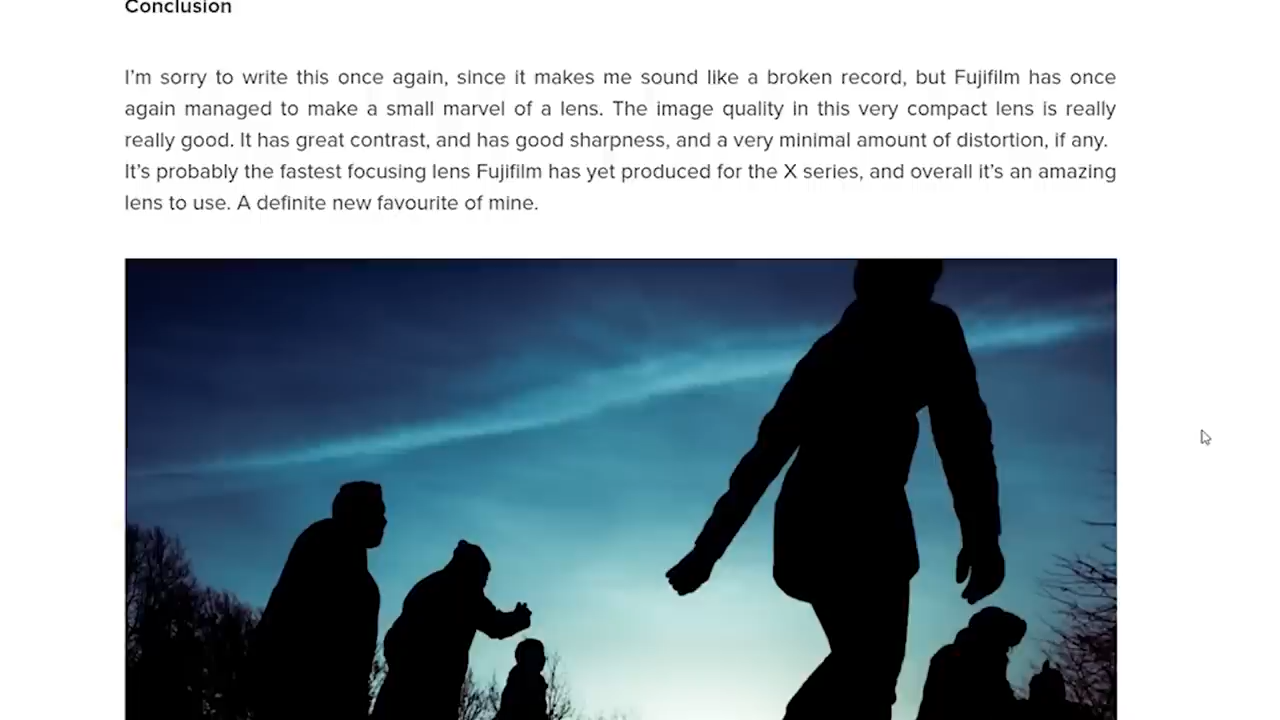 Conclusion
I'm sorry to write this once again, since it makes me sound like a broken record, but Fujifilm has once
again managed to make a small marvel of a lens. The image quality in this very compact lens is really
really good. It has great contrast, and has good sharpness, and a very minimal amount of distortion, if any.
It's probably the fastest focusing lens Fujifilm has yet produced for the X series, and overall it's an amazing
lens to use. A definite new favourite of mine.